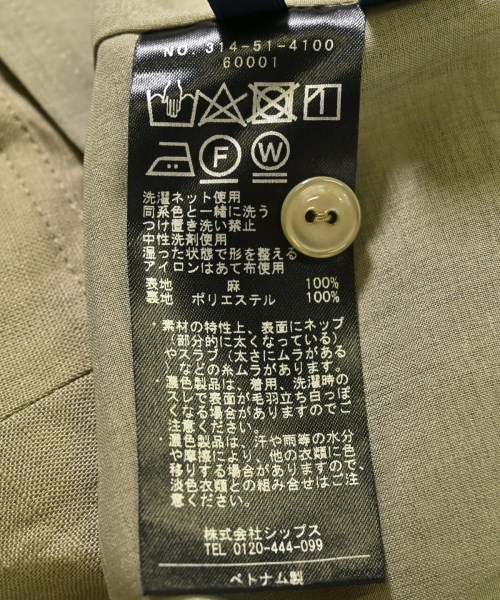 NO. 314-51-4100
60001
F
W
洗濯ネット使用
同系色と一緒に洗う
つけ置き洗い禁止
中性洗剤使用
湿った状態で形を整える
アイロンはあて布使用
表地 麻 100%
裏地 ポリエステル 100%
・素材の特性上、表面にネップ
(部分的に太くなっている)
やスラブ(太さにムラがある
)などの糸ムラがあります。
・濃色製品は、着用、洗濯時の
スレで表面が毛羽立ち白っぽ
くなる場合がありますのでご
注意ください。
・濃色製品は、汗や雨等の水分
や摩擦により、他の衣類に色
移りする場合がありますので、
淡色衣類との組み合せはご注
意ください。
株式会社シップス
TEL 0120-444-099
ベトナム製